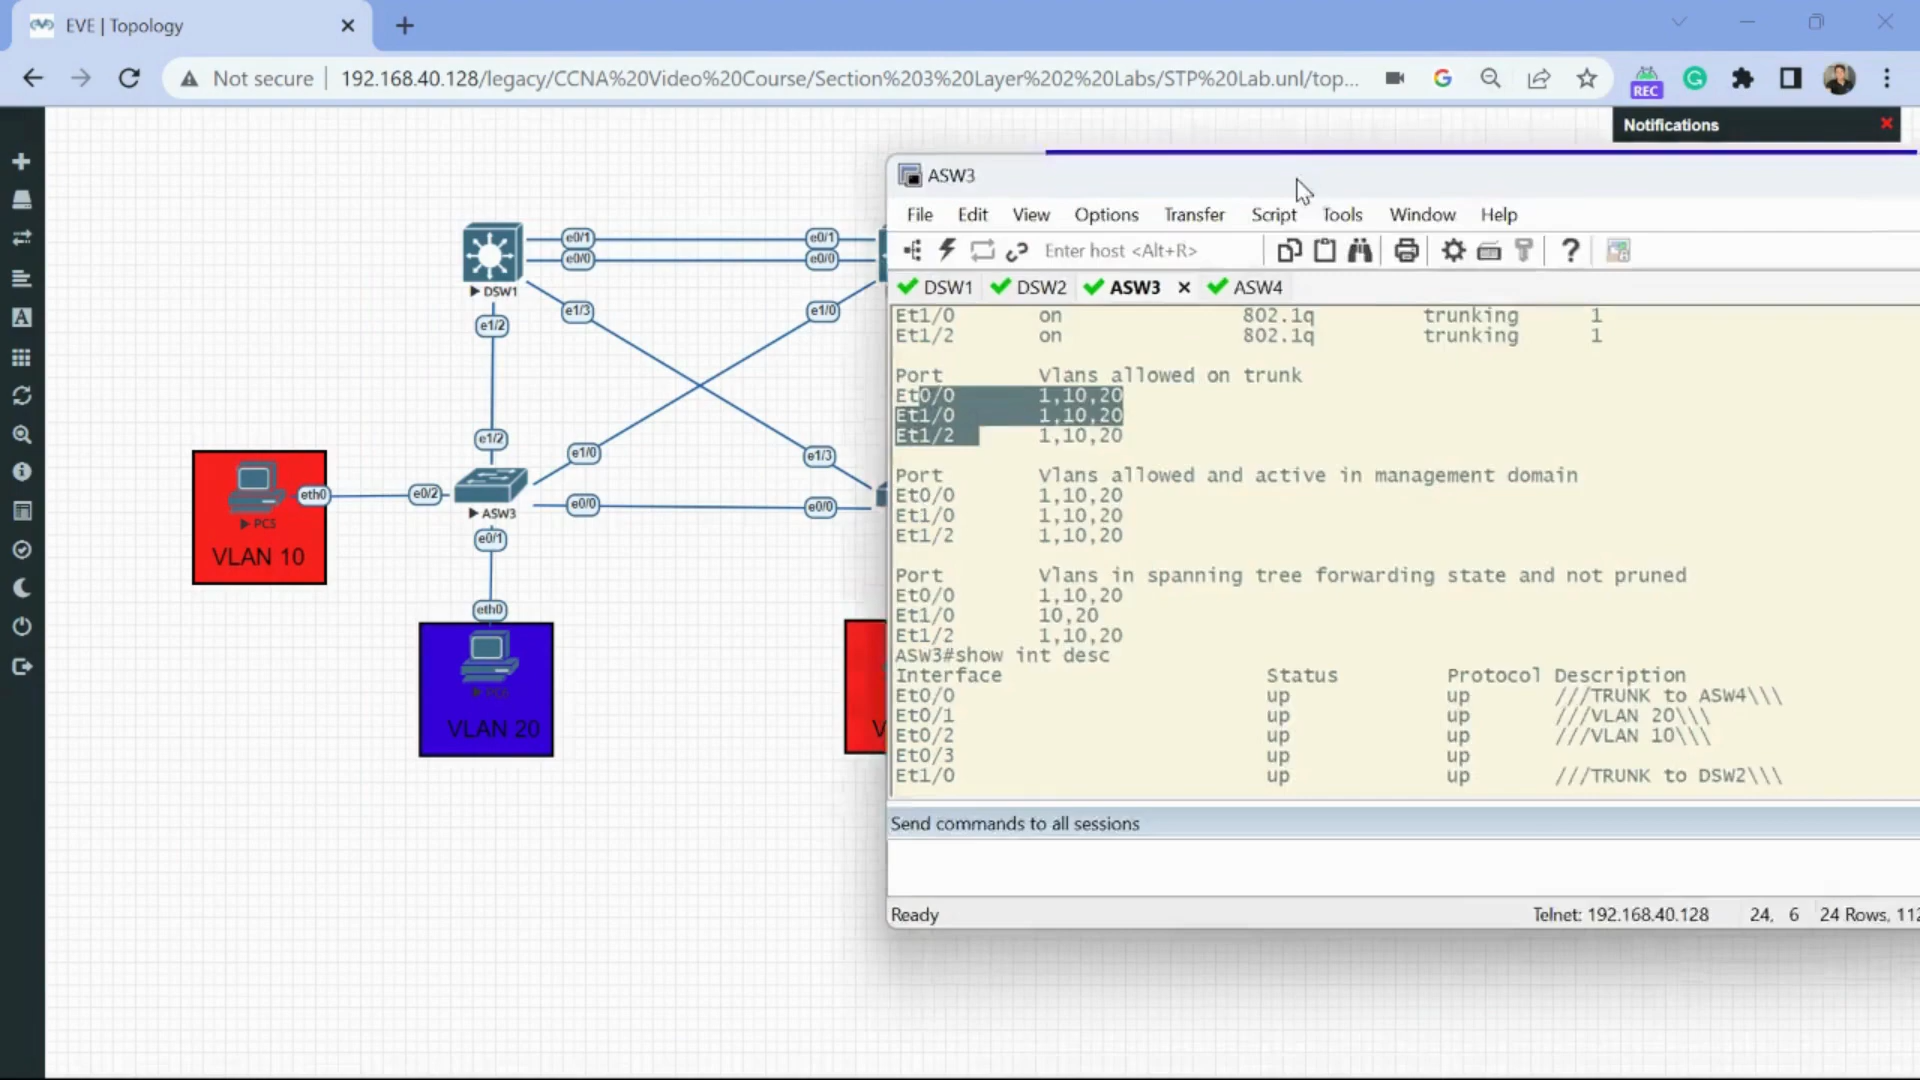 EVE | Topology
Not secure
192.168.40.128/legacy/CCNA%20Video%20Course/Section%203%20Layer%202%20Labs/STP%20Lab.unl/top...
REC
Notifications
ASW3
File Edit View Options Transfer Script Tools Window Help
Enter host <Alt+R>
DSW1 DSW2 ASW3 ASW4
Et1/0 on 802.1q trunking 1
Et1/2 on 802.1q trunking 1
Port Vlans allowed on trunk
Et0/0 1,10,20
Et1/0 1,10,20
Et1/2 1,10,20
Port Vlans allowed and active in management domain
Et0/0 1,10,20
Et1/0 1,10,20
Et1/2 1,10,20
Port Vlans in spanning tree forwarding state and not pruned
Et0/0 1,10,20
Et1/0 10,20
Et1/2 1,10,20
ASW3#show int desc
Interface Status Protocol Description
Et0/0 up up ///TRUNK to ASW4\\\
Et0/1 up up ///VLAN 20\\\
Et0/2 up up ///VLAN 10\\\
Et0/3 up up
Et1/0 up up ///TRUNK to DSW2\\\
Send commands to all sessions
Ready Telnet: 192.168.40.128 24, 6 24 Rows, 112
e0/1 e0/1
e0/0 e0/0
DSW1
e1/3 e1/0
e1/2
e1/2
e1/0 e1/3
eth0 e0/2
e0/0 e0/0
ASW3
PC5
VLAN 10
e0/1
eth0
VLAN 20
V